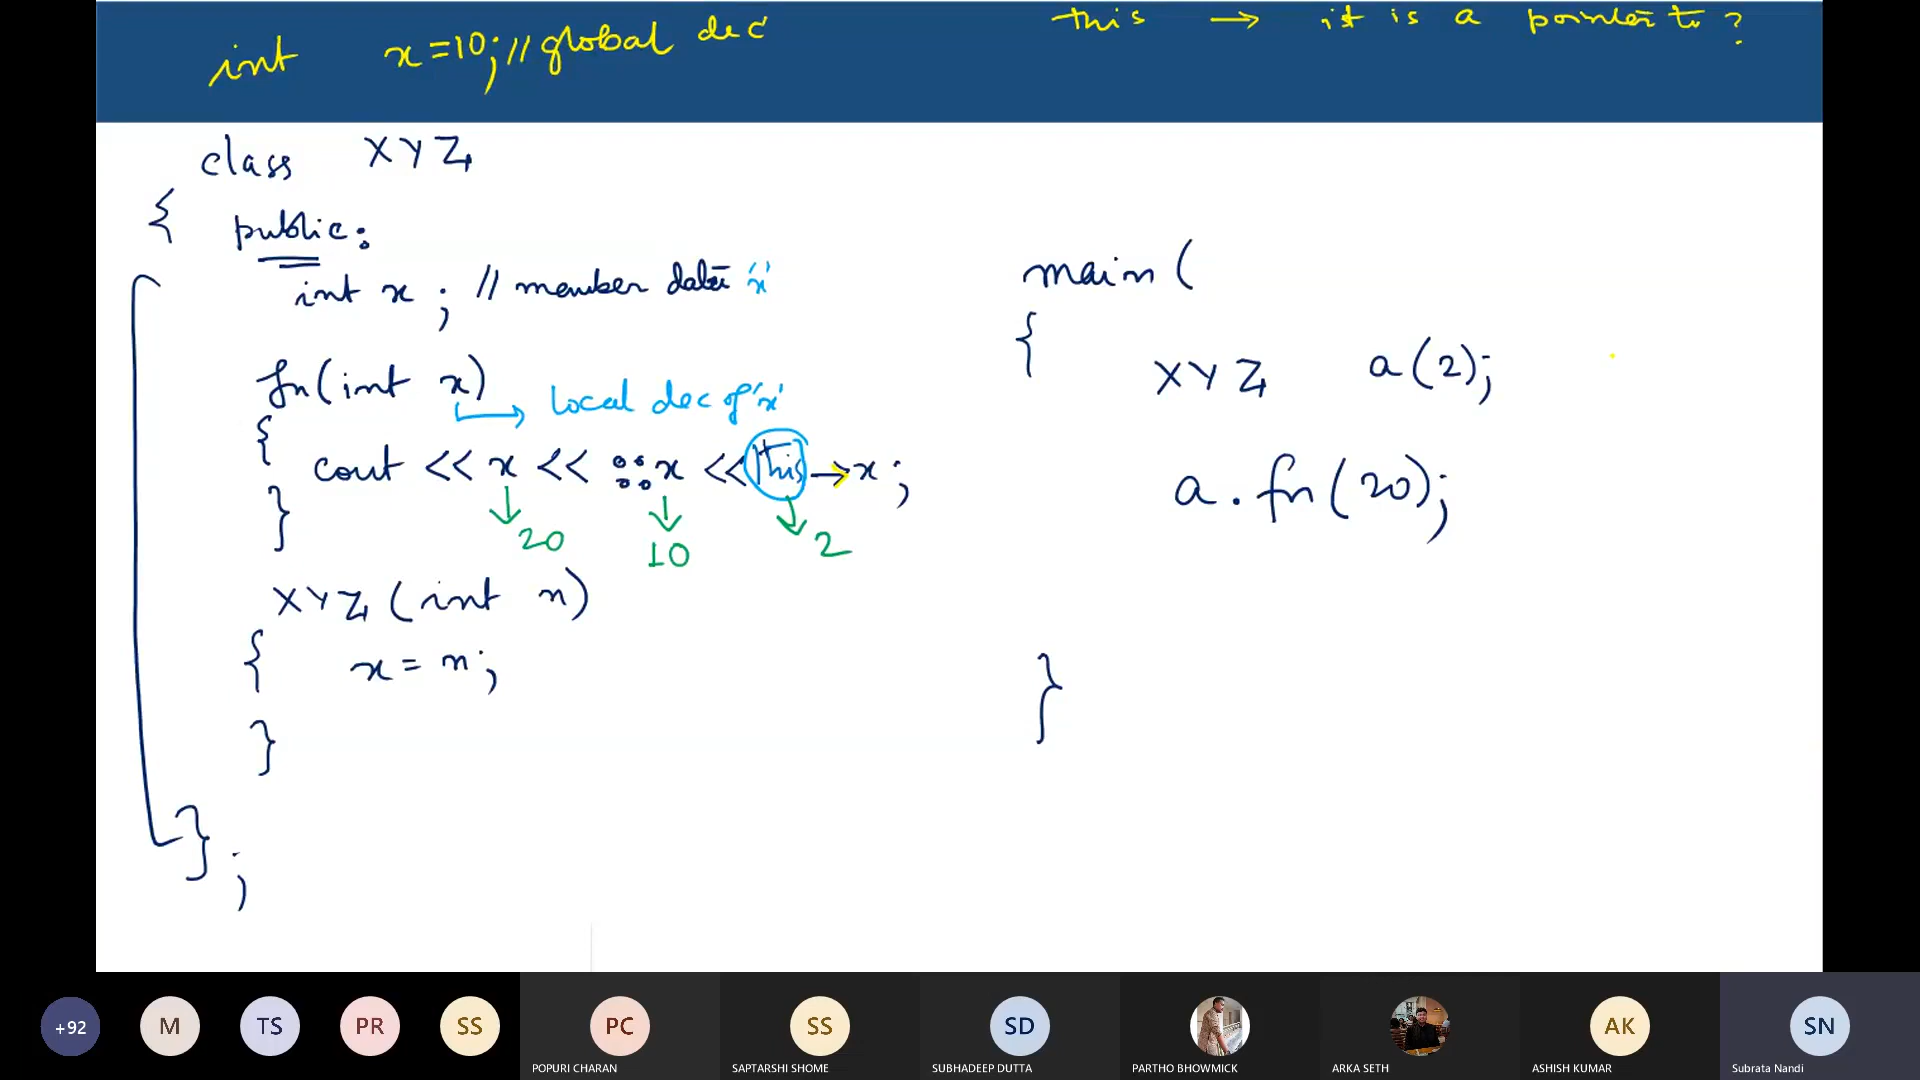 int x=10; // global dec
this → it is a pointer to ?
class XYZ
{
public:
int x ; // member data 'x'
fn(int x)
local dec of 'x'
{
cout << x << ::x << this→x ;
20 10 2
}
XYZ (int n)
{ x = n ;
}
} ;
main (
{
XYZ a(2);
a . fn (20);
}
+92 M TS PR SS PC SS SD AK SN
POPURI CHARAN SAPTARSHI SHOME SUBHADEEP DUTTA PARTHO BHOWMICK ARKA SETH ASHISH KUMAR Subrata Nandi